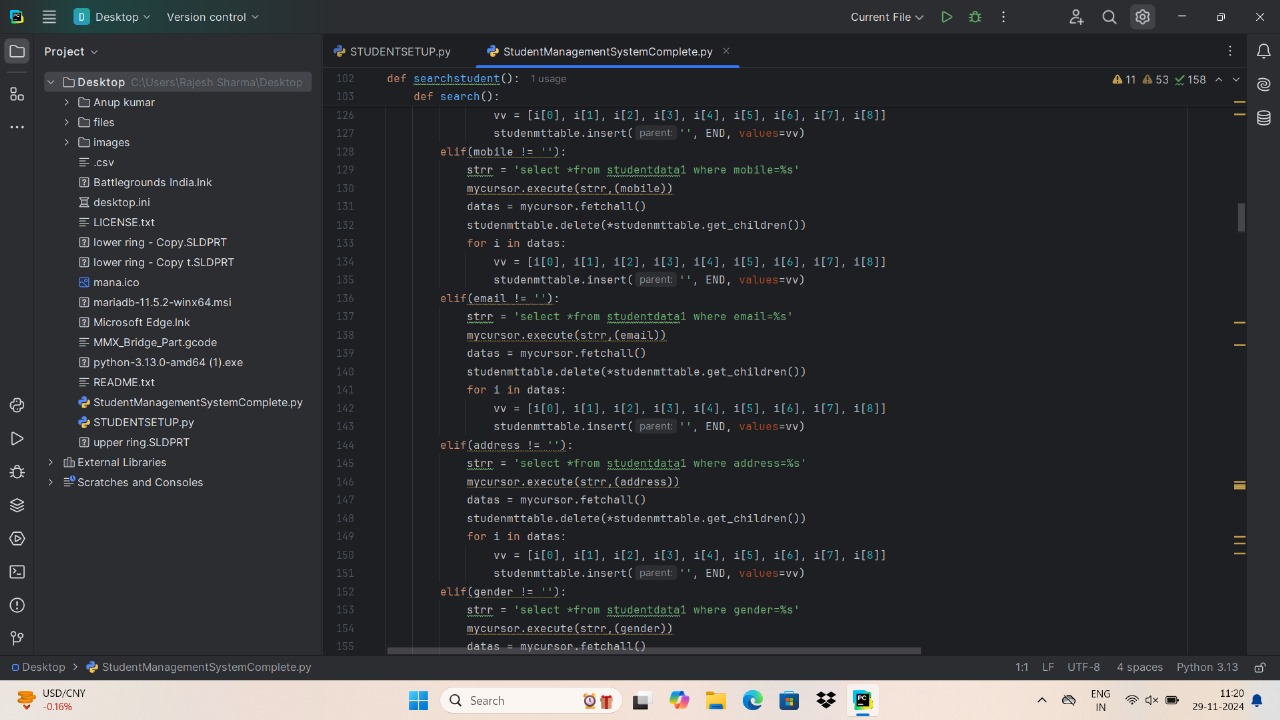 D Desktop Version control Current File
Project
STUDENTSETUP.py StudentManagementSystemComplete.py
Desktop C:\Users\Rajesh Sharma\Desktop
Anup kumar
files
images
.csv
Battlegrounds India.lnk
desktop.ini
LICENSE.txt
lower ring - Copy.SLDPRT
lower ring - Copy t.SLDPRT
mana.ico
mariadb-11.5.2-winx64.msi
Microsoft Edge.lnk
MMX_Bridge_Part.gcode
python-3.13.0-amd64 (1).exe
README.txt
StudentManagementSystemComplete.py
STUDENTSETUP.py
upper ring.SLDPRT
External Libraries
Scratches and Consoles
11 53 158
102 def searchstudent(): 1 usage
103 def search():
126 vv = [i[0], i[1], i[2], i[3], i[4], i[5], i[6], i[7], i[8]]
127 studenmttable.insert( parent: '', END, values=vv)
128 elif(mobile != ''):
129 strr = 'select *from studentdata1 where mobile=%s'
130 mycursor.execute(strr,(mobile))
131 datas = mycursor.fetchall()
132 studenmttable.delete(*studenmttable.get_children())
133 for i in datas:
134 vv = [i[0], i[1], i[2], i[3], i[4], i[5], i[6], i[7], i[8]]
135 studenmttable.insert( parent: '', END, values=vv)
136 elif(email != ''):
137 strr = 'select *from studentdata1 where email=%s'
138 mycursor.execute(strr,(email))
139 datas = mycursor.fetchall()
140 studenmttable.delete(*studenmttable.get_children())
141 for i in datas:
142 vv = [i[0], i[1], i[2], i[3], i[4], i[5], i[6], i[7], i[8]]
143 studenmttable.insert( parent: '', END, values=vv)
144 elif(address != ''):
145 strr = 'select *from studentdata1 where address=%s'
146 mycursor.execute(strr,(address))
147 datas = mycursor.fetchall()
148 studenmttable.delete(*studenmttable.get_children())
149 for i in datas:
150 vv = [i[0], i[1], i[2], i[3], i[4], i[5], i[6], i[7], i[8]]
151 studenmttable.insert( parent: '', END, values=vv)
152 elif(gender != ''):
153 strr = 'select *from studentdata1 where gender=%s'
154 mycursor.execute(strr,(gender))
155 datas = mycursor.fetchall()
Desktop > StudentManagementSystemComplete.py 1:1 LF UTF-8 4 spaces Python 3.13
USD/CNY
-0.16%
Search
PC
ENG
IN
11:20
29-11-2024